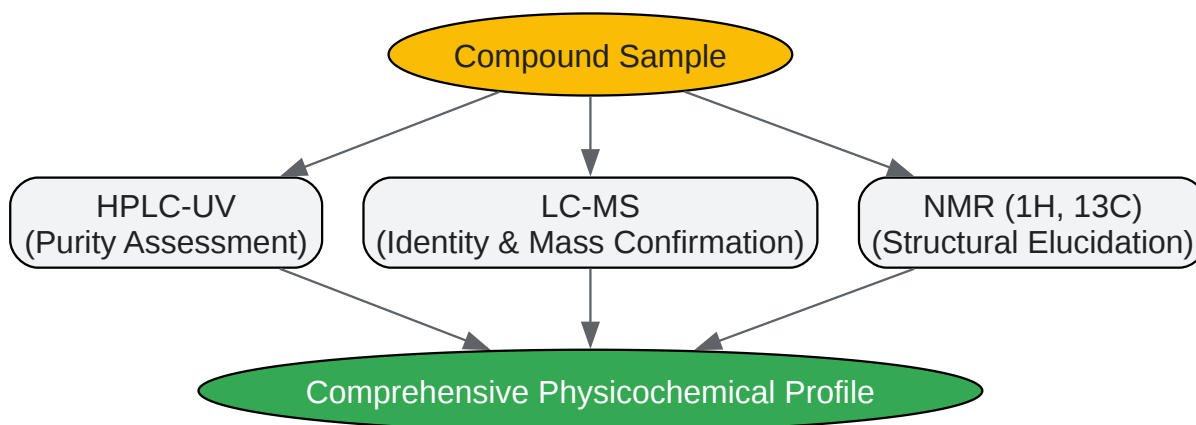 Compound Sample
HPLC-UV
(Purity Assessment)
LC-MS
(Identity & Mass Confirmation)
NMR (1H, 13C)
(Structural Elucidation)
Comprehensive Physicochemical Profile